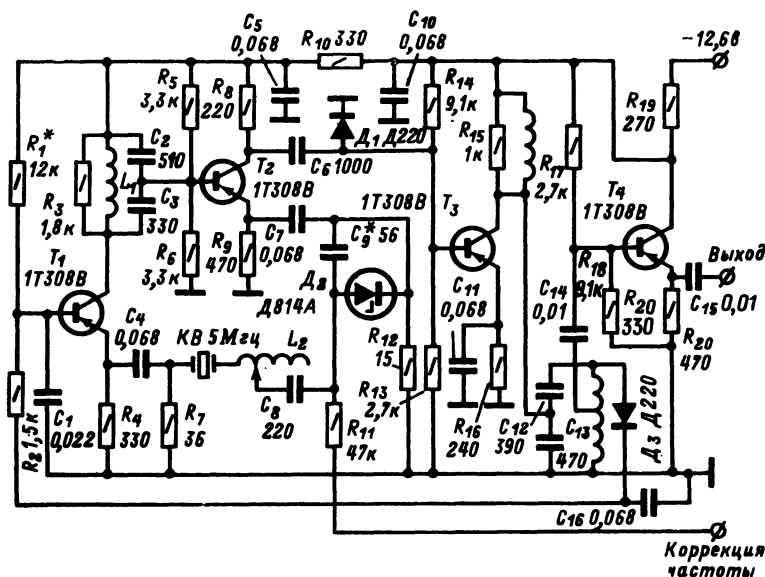 C5
0,068
R10 330
C10
0,068
−12,6в
R5
3,3к
R8
220
R14
9,1к
R19
270
R1*
12к
C2
510
L1
C3
330
R3
1,8к
T2
1Т308В
C6 1000
Д1 Д220
R15
1к
R17
2,7к
T4
1Т308В
1Т308В
T3
T1
1Т308В
R6
3,3к
R9
470
C7
0,068
C9* 56
Д2
Д814А
Выход
C15 0,01
C4
0,068
КВ 5Мгц
L2
C11
0,068
C14
0,01
R18
9,1к
R20
330
R20
470
R12
15
R13
2,7к
R2 1,5к
C1
0,022
R4
330
R7
36
C8
220
R11
47к
R16
240
C12
390
C13
470
Д3 Д220
C16 0,068
Коррекция
частоты